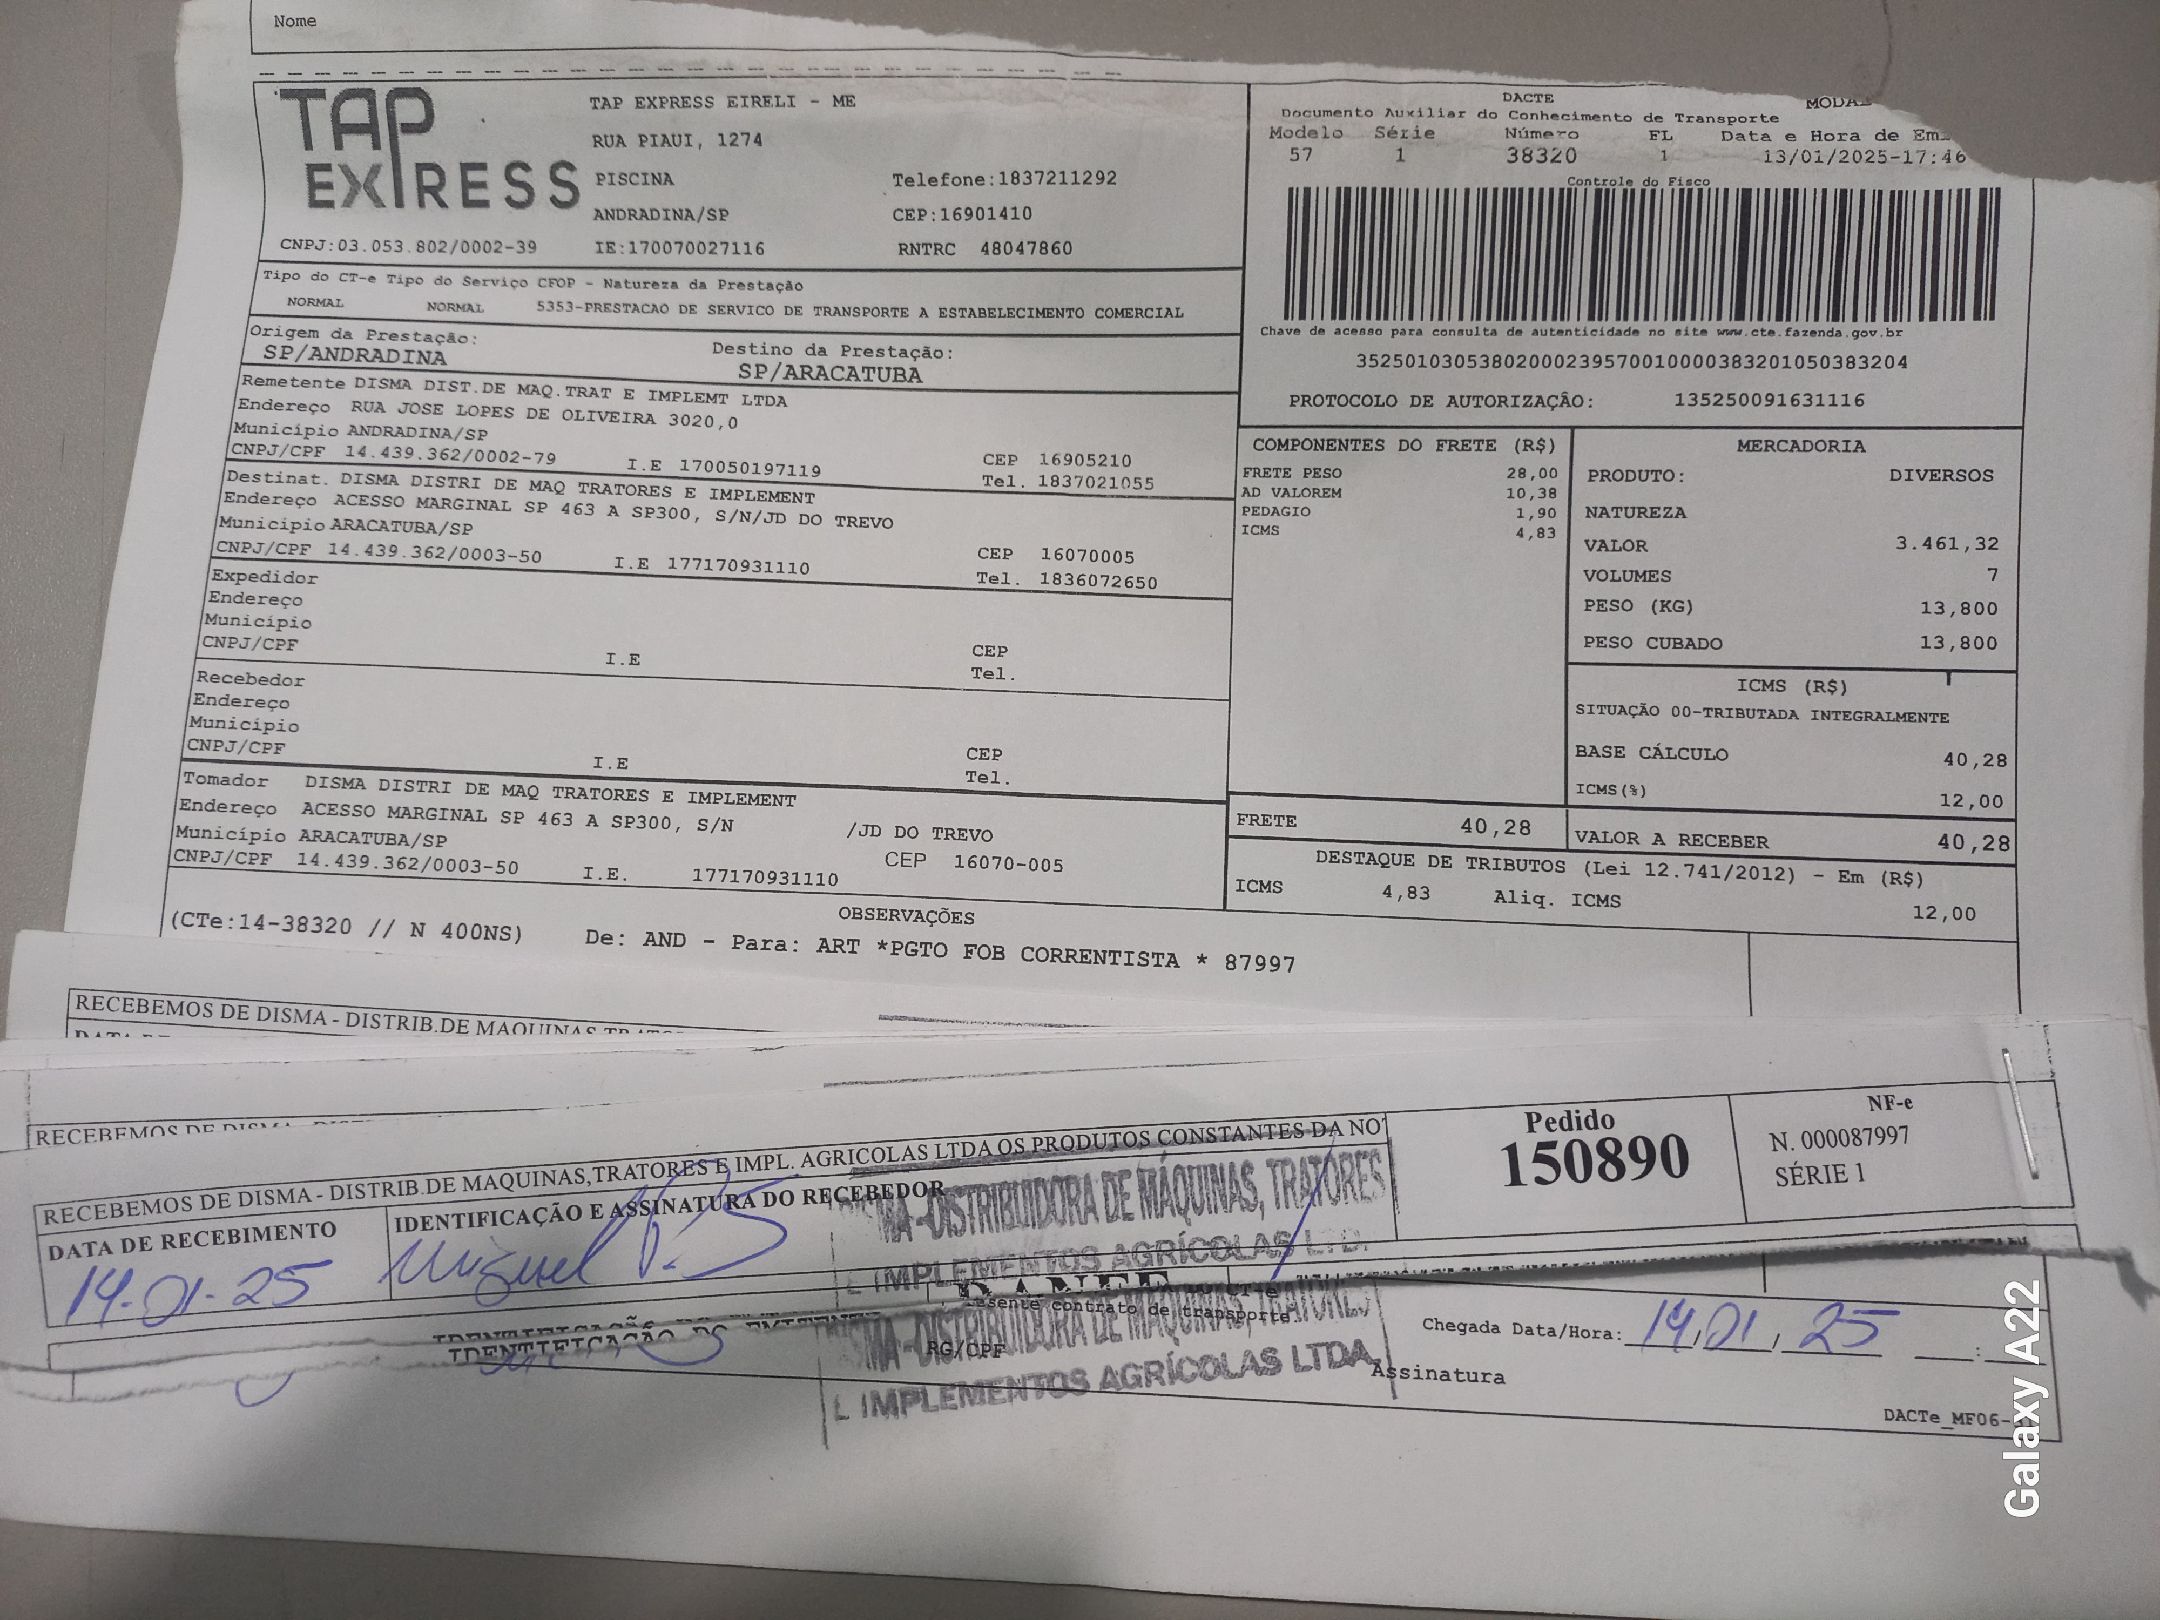 Nome
TAP EXPRESS
TAP EXPRESS EIRELI - ME
RUA PIAUI, 1274
PISCINA Telefone:1837211292
ANDRADINA/SP CEP:16901410
CNPJ:03.053.802/0002-39 IE:170070027116 RNTRC 48047860
DACTE
Documento Auxiliar do Conhecimento de Transporte
Modelo Série Número FL Data e Hora de
57 1 38320 1 13/01/2025-17:46
Controle do Fisco
Chave de acesso para consulta de autenticidade no site www.cte.fazenda.gov.br
35250103053802000239570010000383201050383204
PROTOCOLO DE AUTORIZAÇÃO: 135250091631116
Tipo do CT-e Tipo do Serviço CFOP - Natureza da Prestação
NORMAL NORMAL 5353-PRESTACAO DE SERVICO DE TRANSPORTE A ESTABELECIMENTO COMERCIAL
Origem da Prestação: Destino da Prestação:
SP/ANDRADINA SP/ARACATUBA
Remetente DISMA DIST.DE MAQ.TRAT E IMPLEMT LTDA
Endereço RUA JOSE LOPES DE OLIVEIRA 3020,0
Município ANDRADINA/SP CEP 16905210
CNPJ/CPF 14.439.362/0002-79 I.E 170050197119 Tel. 1837021055
Destinat. DISMA DISTRI DE MAQ TRATORES E IMPLEMENT
Endereço ACESSO MARGINAL SP 463 A SP300, S/N/JD DO TREVO
Município ARACATUBA/SP CEP 16070005
CNPJ/CPF 14.439.362/0003-50 I.E 177170931110 Tel. 1836072650
Expedidor
Endereço
Município CEP
CNPJ/CPF I.E Tel.
Recebedor
Endereço
Município CEP
CNPJ/CPF I.E Tel.
Tomador DISMA DISTRI DE MAQ TRATORES E IMPLEMENT
Endereço ACESSO MARGINAL SP 463 A SP300, S/N /JD DO TREVO
Município ARACATUBA/SP CEP 16070-005
CNPJ/CPF 14.439.362/0003-50 I.E. 177170931110
COMPONENTES DO FRETE (R$)
FRETE PESO 28,00
AD VALOREM 10,38
PEDAGIO 1,90
ICMS 4,83
MERCADORIA
PRODUTO: DIVERSOS
NATUREZA
VALOR 3.461,32
VOLUMES 7
PESO (KG) 13,800
PESO CUBADO 13,800
ICMS (R$)
SITUAÇÃO 00-TRIBUTADA INTEGRALMENTE
BASE CÁLCULO 40,28
ICMS(%) 12,00
FRETE 40,28 VALOR A RECEBER 40,28
DESTAQUE DE TRIBUTOS (Lei 12.741/2012) - Em (R$)
ICMS 4,83 Aliq. ICMS 12,00
OBSERVAÇÕES
(CTe:14-38320 // N 400NS) De: AND - Para: ART *PGTO FOB CORRENTISTA * 87997
RECEBEMOS DE DISMA - DISTRIB.DE MAQUINAS
RECEBEMOS DE DISMA
RECEBEMOS DE DISMA - DISTRIB.DE MAQUINAS,TRATORES E IMPL. AGRICOLAS LTDA OS PRODUTOS CONSTANTES DA
DATA DE RECEBIMENTO IDENTIFICAÇÃO E ASSINATURA DO RECEBEDOR
14-01-25 Miguel
Pedido
150890
NF-e
N. 000087997
SÉRIE 1
DISTRIBUIDORA DE MÁQUINAS, TRATORES
IMPLEMENTOS AGRÍCOLAS LTD.
contrato de transporte.
DISTRIBUIDORA DE MÁQUINAS, TRATORES
IMPLEMENTOS AGRÍCOLAS LTDA
RG/CPF
Chegada Data/Hora: 14/01/25
Assinatura
DACTe_MF06-
Galaxy A22